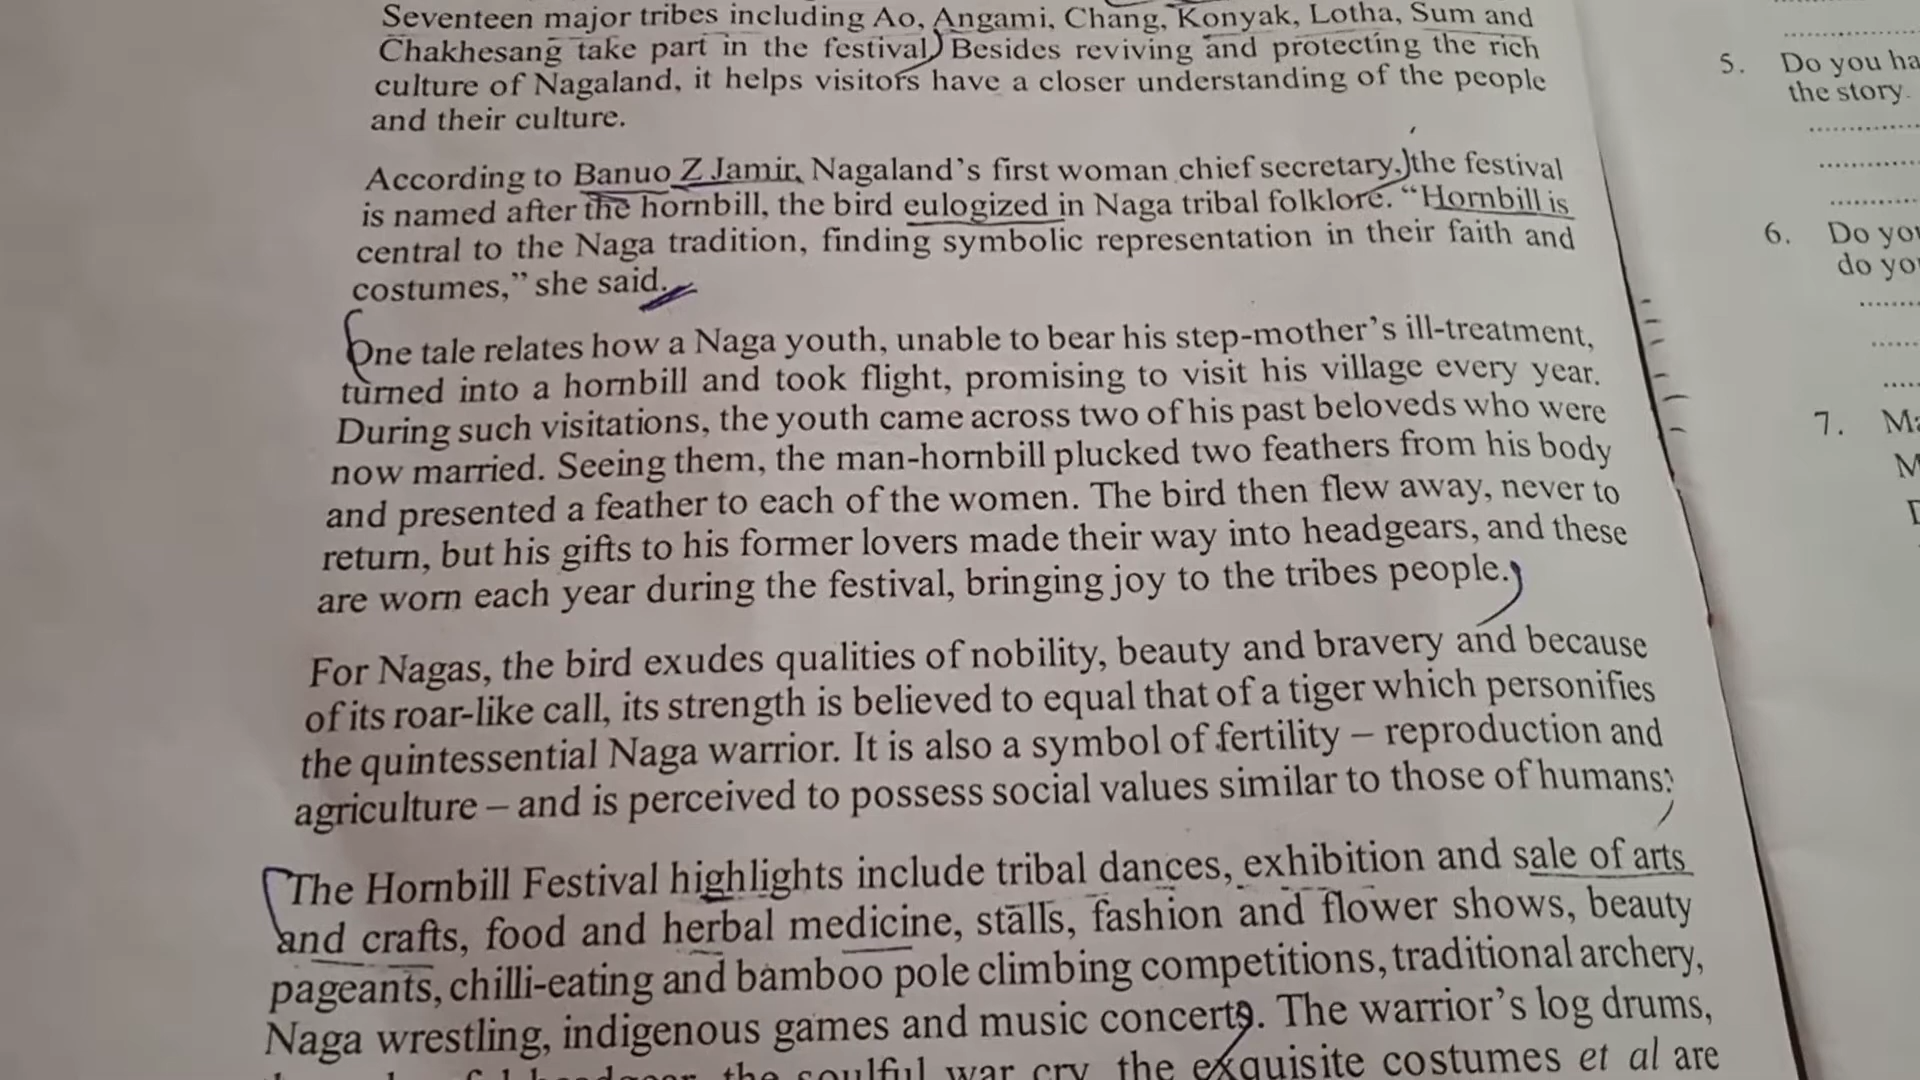 Seventeen major tribes including Ao, Angami, Chang, Konyak, Lotha, Sum and
Chakhesang take part in the festival. Besides reviving and protecting the rich
culture of Nagaland, it helps visitors have a closer understanding of the people
and their culture.
According to Banuo Z Jamir, Nagaland's first woman chief secretary, the festival
is named after the hornbill, the bird eulogized in Naga tribal folklore. “Hornbill is
central to the Naga tradition, finding symbolic representation in their faith and
costumes,” she said.
One tale relates how a Naga youth, unable to bear his step-mother's ill-treatment,
turned into a hornbill and took flight, promising to visit his village every year.
During such visitations, the youth came across two of his past beloveds who were
now married. Seeing them, the man-hornbill plucked two feathers from his body
and presented a feather to each of the women. The bird then flew away, never to
return, but his gifts to his former lovers made their way into headgears, and these
are worn each year during the festival, bringing joy to the tribes people.
For Nagas, the bird exudes qualities of nobility, beauty and bravery and because
of its roar-like call, its strength is believed to equal that of a tiger which personifies
the quintessential Naga warrior. It is also a symbol of fertility – reproduction and
agriculture – and is perceived to possess social values similar to those of humans.
The Hornbill Festival highlights include tribal dances, exhibition and sale of arts
and crafts, food and herbal medicine, stalls, fashion and flower shows, beauty
pageants, chilli-eating and bamboo pole climbing competitions, traditional archery,
Naga wrestling, indigenous games and music concerts. The warrior's log drums,
the soulful war cry, the exquisite costumes et al are
5. Do you ha
the story.
6. Do you
do you
7. Ma
M